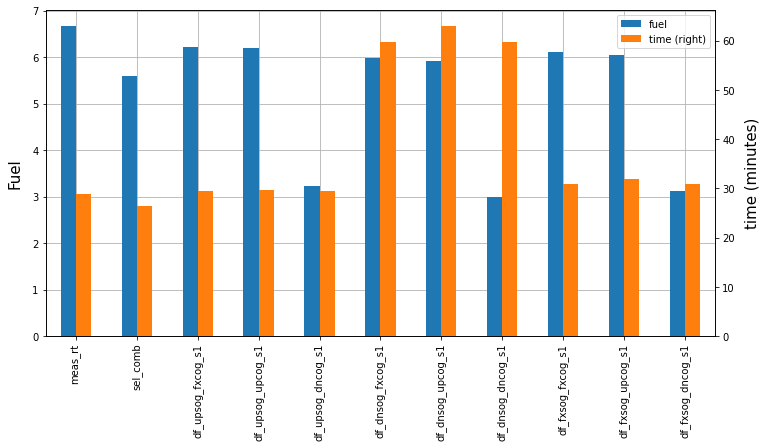 7
6
5
4
3
2
1
0
Fuel
fuel
time (right)
60
50
40
30
20
10
0
time (minutes)
meas_rt
sel_comb
df_upsog_fxcog_s1
df_upsog_upcog_s1
df_upsog_dncog_s1
df_dnsog_fxcog_s1
df_dnsog_upcog_s1
df_dnsog_dncog_s1
df_fxsog_fxcog_s1
df_fxsog_upcog_s1
df_fxsog_dncog_s1